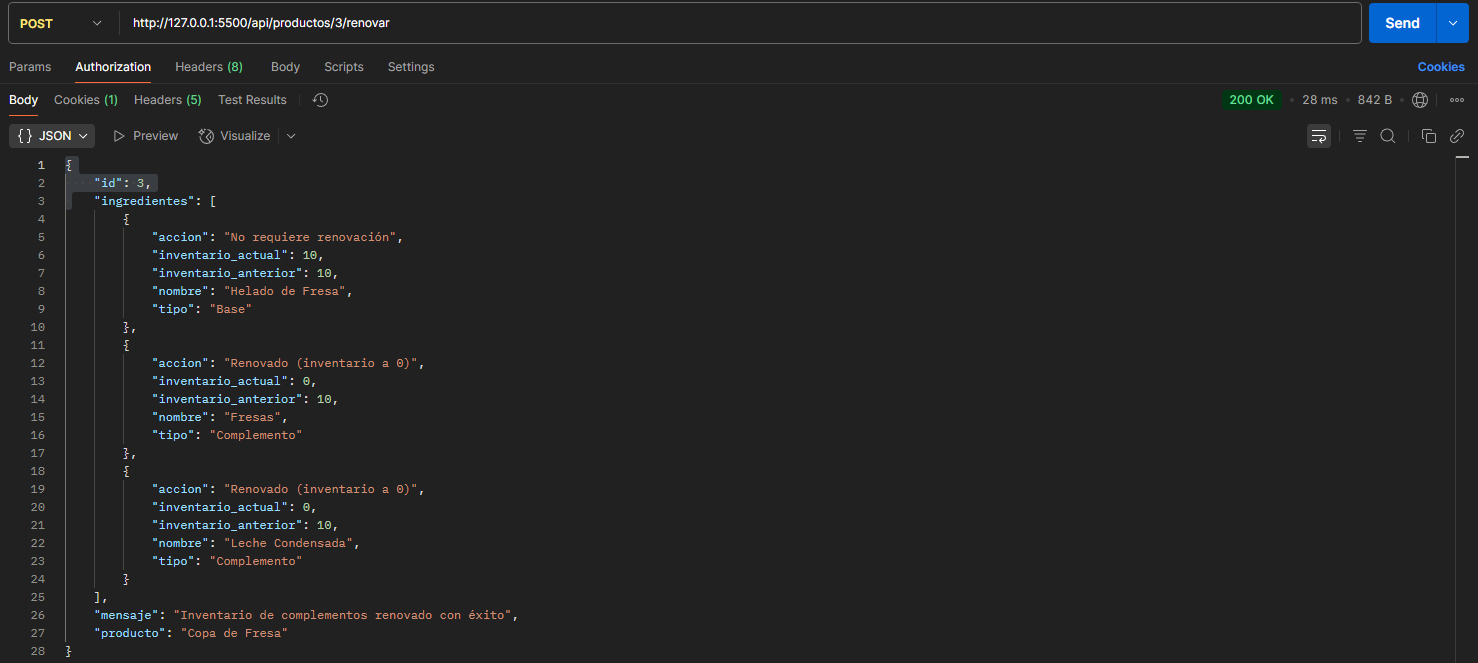 POST http://127.0.0.1:5500/api/productos/3/renovar Send
Params Authorization Headers (8) Body Scripts Settings Cookies
Body Cookies (1) Headers (5) Test Results 200 OK • 28 ms • 842 B •
{} JSON Preview Visualize
1 {
2 "id": 3,
3 "ingredientes": [
4 {
5 "accion": "No requiere renovación",
6 "inventario_actual": 10,
7 "inventario_anterior": 10,
8 "nombre": "Helado de Fresa",
9 "tipo": "Base"
10 },
11 {
12 "accion": "Renovado (inventario a 0)",
13 "inventario_actual": 0,
14 "inventario_anterior": 10,
15 "nombre": "Fresas",
16 "tipo": "Complemento"
17 },
18 {
19 "accion": "Renovado (inventario a 0)",
20 "inventario_actual": 0,
21 "inventario_anterior": 10,
22 "nombre": "Leche Condensada",
23 "tipo": "Complemento"
24 }
25 ],
26 "mensaje": "Inventario de complementos renovado con éxito",
27 "producto": "Copa de Fresa"
28 }